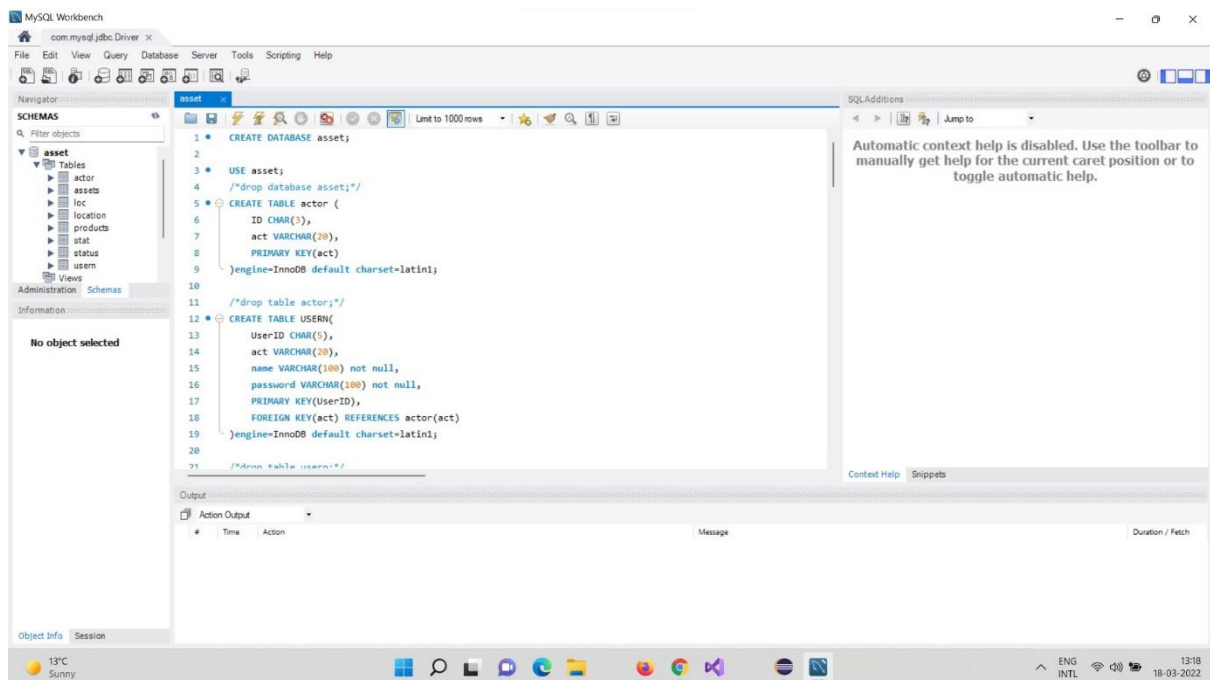 MySQL Workbench
com.mysql.jdbc.Driver ×
File Edit View Query Database Server Tools Scripting Help
Navigator
SCHEMAS
Filter objects
asset
Tables
actor
assets
loc
location
products
stat
status
usern
Views
Administration Schemas
Information
No object selected
Object Info Session
asset ×
Limit to 1000 rows
1 CREATE DATABASE asset;
2
3 USE asset;
4 /*drop database asset;*/
5 CREATE TABLE actor (
6 ID CHAR(3),
7 act VARCHAR(20),
8 PRIMARY KEY(act)
9 )engine=InnoDB default charset=latin1;
10
11 /*drop table actor;*/
12 CREATE TABLE USERN(
13 UserID CHAR(5),
14 act VARCHAR(20),
15 name VARCHAR(100) not null,
16 password VARCHAR(100) not null,
17 PRIMARY KEY(UserID),
18 FOREIGN KEY(act) REFERENCES actor(act)
19 )engine=InnoDB default charset=latin1;
20
21 /*drop table usern;*/
SQLAdditions
Jump to
Automatic context help is disabled. Use the toolbar to
manually get help for the current caret position or to
toggle automatic help.
Context Help Snippets
Output
Action Output
# Time Action Message Duration / Fetch
13°C
Sunny
ENG
INTL
13:18
18-03-2022